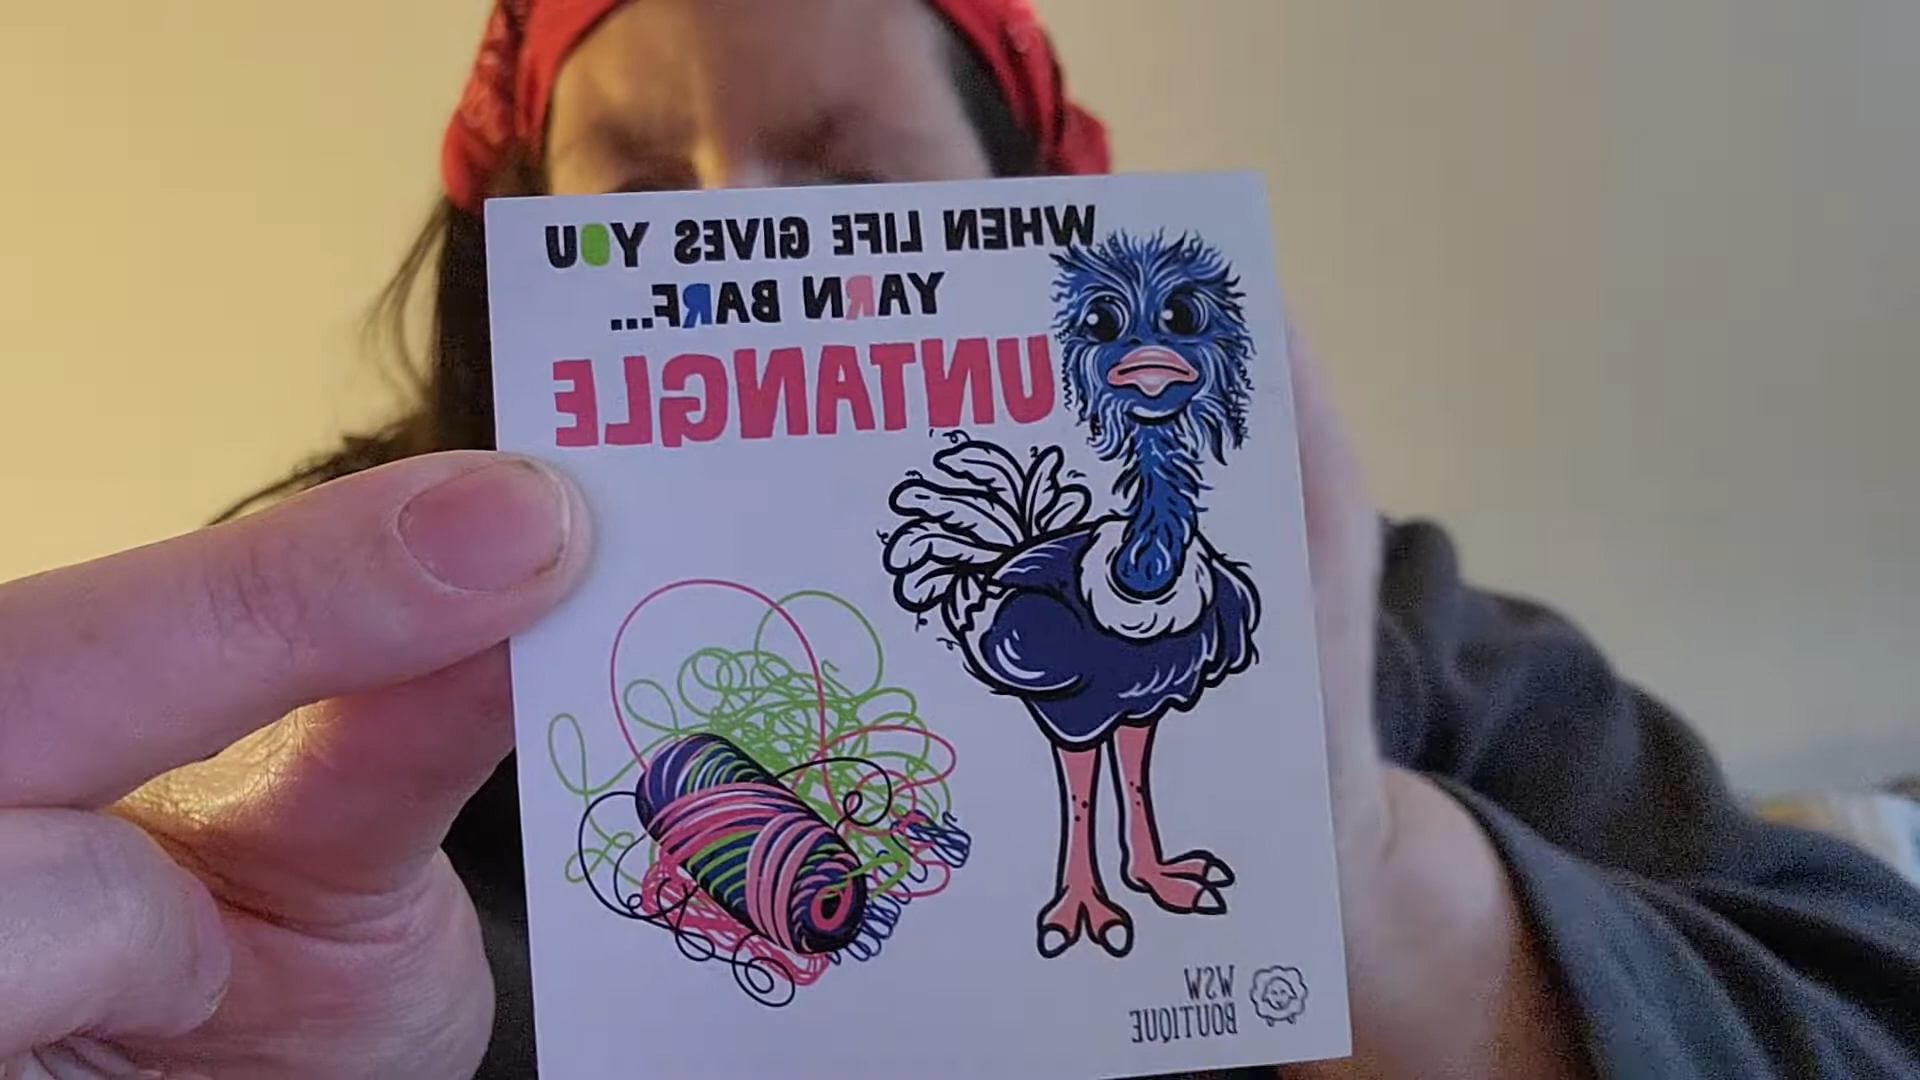 WHEN LIFE GIVES YOU
YARN BARF...
UNTANGLE
WSW
BOUTIQUE